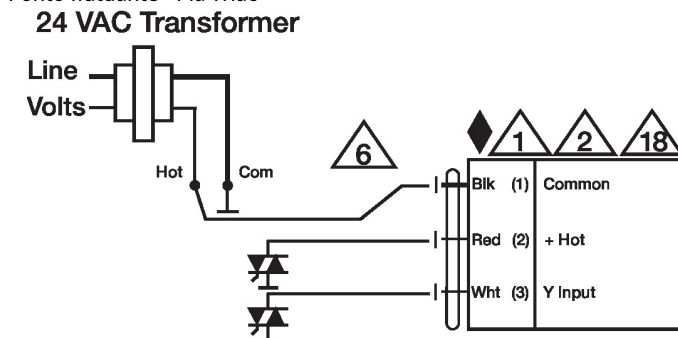 24 VAC Transformer
Line
Volts
Hot Com
6
1 2 18
Blk (1) Common
Red (2) + Hot
Wht (3) Y Input